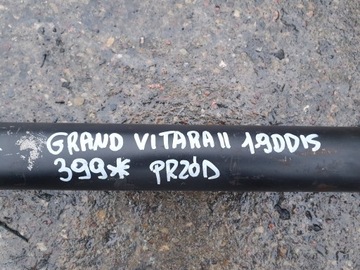 GRAND VITARA II 1.9DDIS
399* PRZÓD